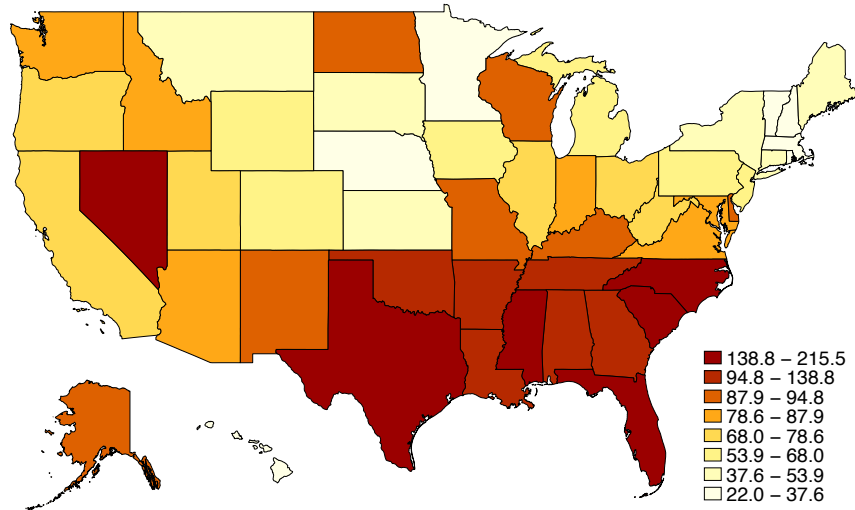 138.8 – 215.5
94.8 – 138.8
87.9 – 94.8
78.6 – 87.9
68.0 – 78.6
53.9 – 68.0
37.6 – 53.9
22.0 – 37.6